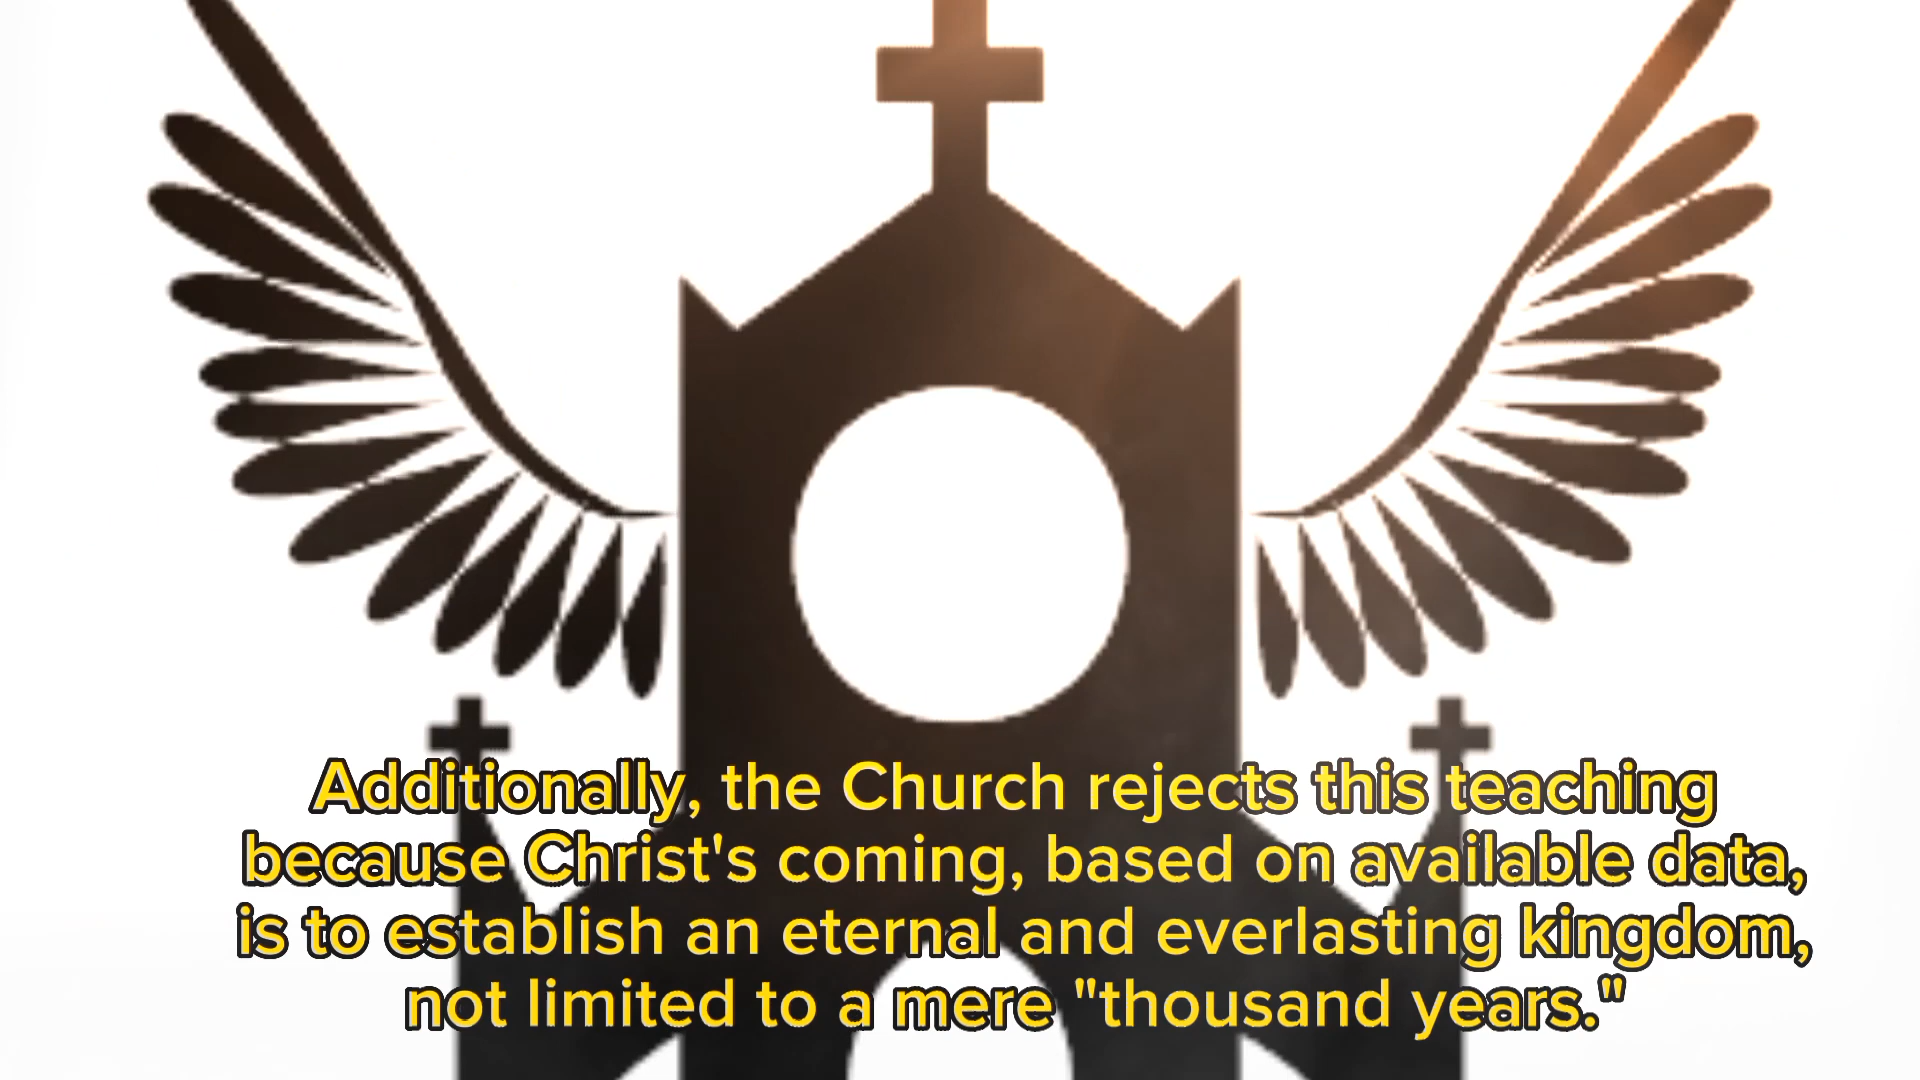 Additionally, the Church rejects this teaching
because Christ's coming, based on available data,
is to establish an eternal and everlasting kingdom,
not limited to a mere "thousand years."